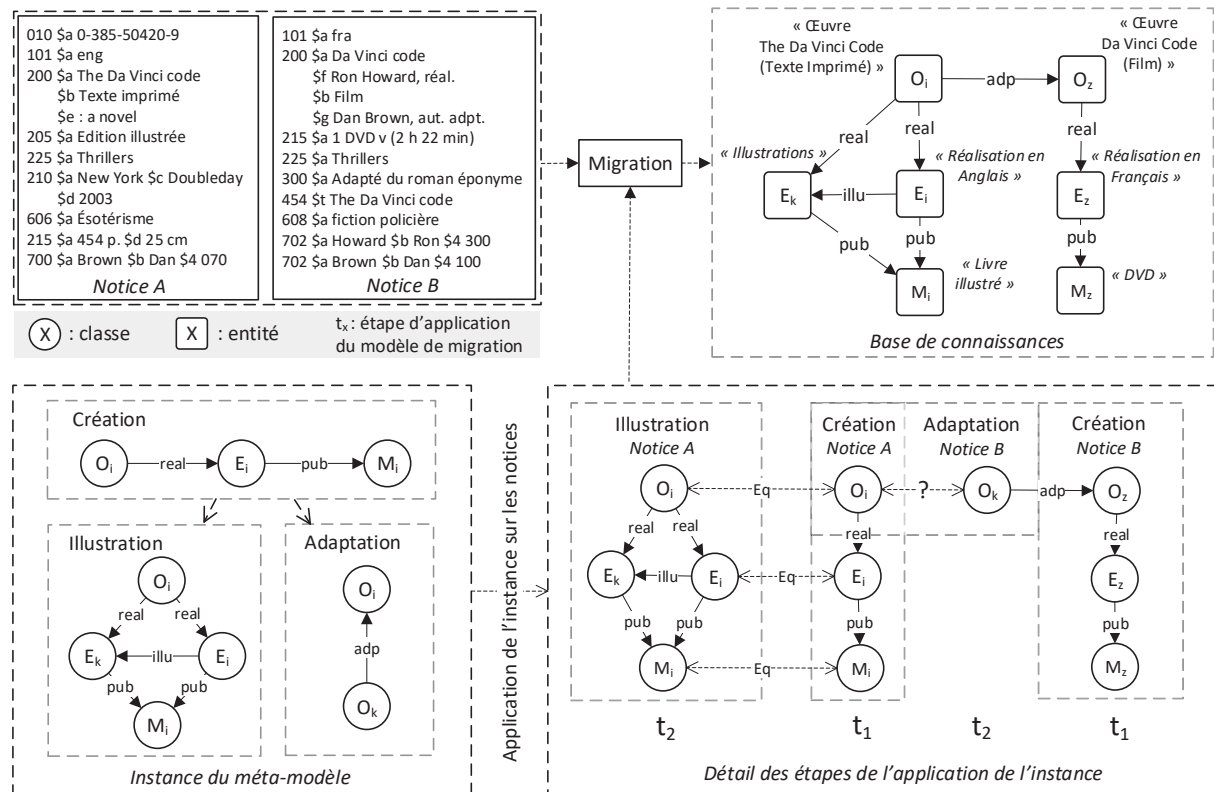 010 $a 0-385-50420-9
101 $a eng
200 $a The Da Vinci code
$b Texte imprimé
$e : a novel
205 $a Edition illustrée
225 $a Thrillers
210 $a New York $c Doubleday
$d 2003
606 $a Ésotérisme
215 $a 454 p. $d 25 cm
700 $a Brown $b Dan $4 070
Notice A
101 $a fra
200 $a Da Vinci code
$f Ron Howard, réal.
$b Film
$g Dan Brown, aut. adpt.
215 $a 1 DVD v (2 h 22 min)
225 $a Thrillers
300 $a Adapté du roman éponyme
454 $t The Da Vinci code
608 $a fiction policière
702 $a Howard $b Ron $4 300
702 $a Brown $b Dan $4 100
Notice B
X : classe
X : entité
tx : étape d'application
du modèle de migration
Migration
« Œuvre
The Da Vinci Code
(Texte Imprimé) »
« Œuvre
Da Vinci Code
(Film) »
Oi
adp
Oz
real
real
real
« Illustrations »
« Réalisation en
Anglais »
« Réalisation en
Français »
Ek
illu
Ei
Ez
pub
pub
pub
« Livre
illustré »
« DVD »
Mi
Mz
Base de connaissances
Création
Oi
real
Ei
pub
Mi
Illustration
Oi
real
real
Ek
illu
Ei
pub
pub
Mi
Adaptation
Oi
adp
Ok
Instance du méta-modèle
Application de l'instance sur les notices
Illustration
Notice A
Création
Notice A
Adaptation
Notice B
Création
Notice B
Oi
Eq
Oi
?
Ok
adp
Oz
real
real
real
real
Ek
illu
Ei
Eq
Ei
Ez
pub
pub
pub
pub
Mi
Eq
Mi
Mz
t2
t1
t2
t1
Détail des étapes de l'application de l'instance